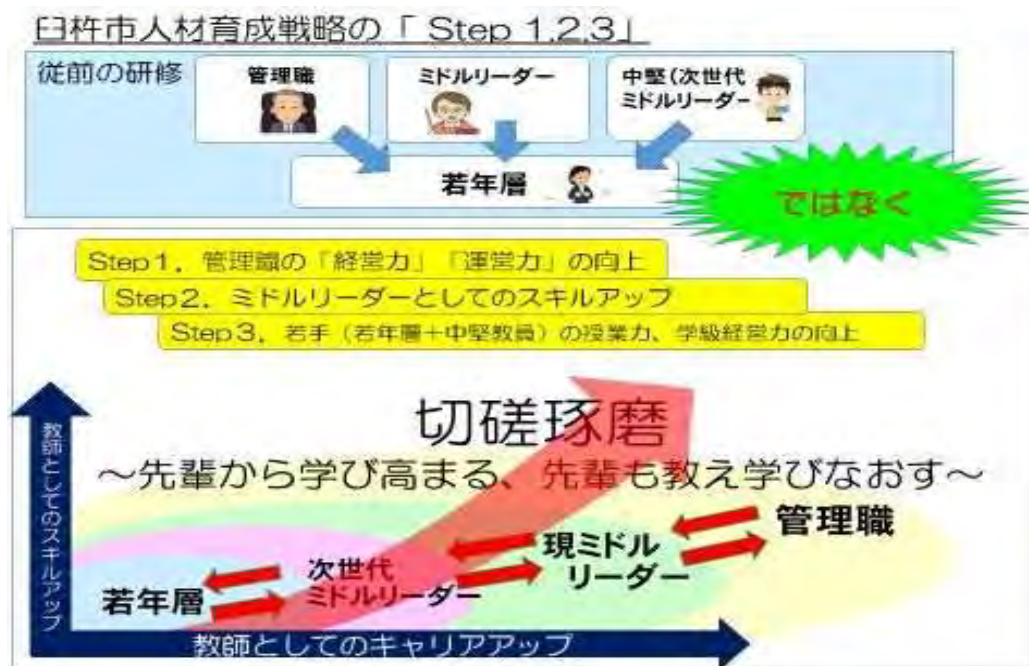 臼杵市人材育成戦略の「 Step 1,2,3」
従前の研修
管理職
ミドルリーダー
中堅（次世代
ミドルリーダー
若年層
ではなく
Step１．管理職の「経営力」「運営力」の向上
Step２．ミドルリーダーとしてのスキルアップ
Step３．若手（若年層＋中堅教員）の授業力、学級経営力の向上
切磋琢磨
～先輩から学び高まる、先輩も教え学びなおす～
管理職
現ミドル
リーダー
次世代
ミドルリーダー
若年層
教師としてのスキルアップ
教師としてのキャリアアップ